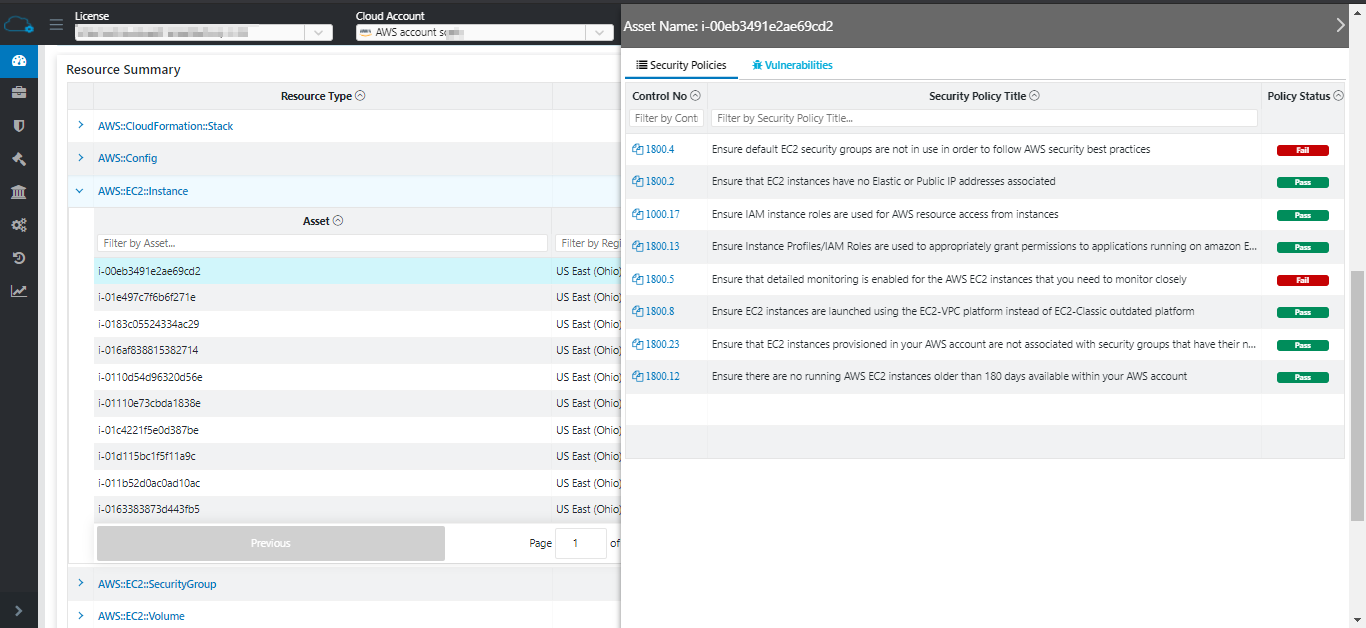 License
Cloud Account
AWS account
Asset Name: i-00eb3491e2ae69cd2
Resource Summary
Resource Type
AWS::CloudFormation::Stack
AWS::Config
AWS::EC2::Instance
Asset
Filter by Asset...
Filter by Regi
i-00eb3491e2ae69cd2 US East (Ohio)
i-01e497c7f6b6f271e US East (Ohio)
i-0183c05524334ac29 US East (Ohio)
i-016af838815382714 US East (Ohio)
i-0110d54d96320d56e US East (Ohio)
i-01110e73cbda1838e US East (Ohio)
i-01c4221f5e0d387be US East (Ohio)
i-01d115bc1f5f11a9c US East (Ohio)
i-011b52d0ac0ad10ac US East (Ohio)
i-0163383873d443fb5 US East (Ohio)
Previous
Page 1 of
AWS::EC2::SecurityGroup
AWS::EC2::Volume
Security Policies Vulnerabilities
Control No Security Policy Title Policy Status
Filter by Conti Filter by Security Policy Title...
1800.4 Ensure default EC2 security groups are not in use in order to follow AWS security best practices Fail
1800.2 Ensure that EC2 instances have no Elastic or Public IP addresses associated Pass
1000.17 Ensure IAM instance roles are used for AWS resource access from instances Pass
1800.13 Ensure Instance Profiles/IAM Roles are used to appropriately grant permissions to applications running on amazon E... Pass
1800.5 Ensure that detailed monitoring is enabled for the AWS EC2 instances that you need to monitor closely Fail
1800.8 Ensure EC2 instances are launched using the EC2-VPC platform instead of EC2-Classic outdated platform Pass
1800.23 Ensure that EC2 instances provisioned in your AWS account are not associated with security groups that have their n... Pass
1800.12 Ensure there are no running AWS EC2 instances older than 180 days available within your AWS account Pass